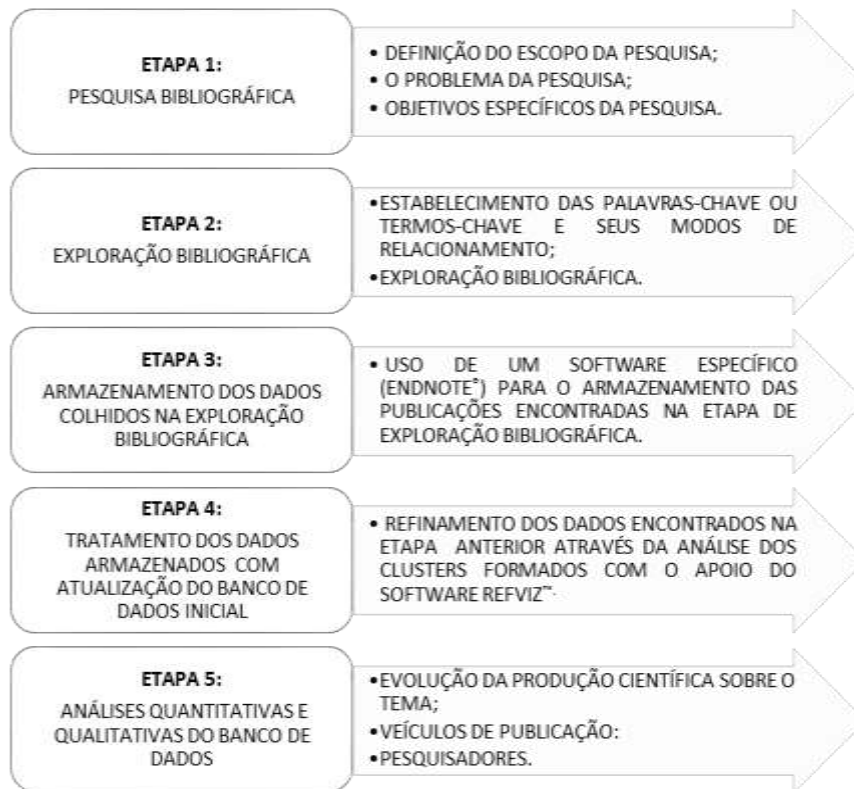 ETAPA 1:
PESQUISA BIBLIOGRÁFICA
• DEFINIÇÃO DO ESCOPO DA PESQUISA;
• O PROBLEMA DA PESQUISA;
• OBJETIVOS ESPECÍFICOS DA PESQUISA.
ETAPA 2:
EXPLORAÇÃO BIBLIOGRÁFICA
•ESTABELECIMENTO DAS PALAVRAS-CHAVE OU
TERMOS-CHAVE E SEUS MODOS DE
RELACIONAMENTO;
•EXPLORAÇÃO BIBLIOGRÁFICA.
ETAPA 3:
ARMAZENAMENTO DOS DADOS
COLHIDOS NA EXPLORAÇÃO
BIBLIOGRÁFICA
• USO DE UM SOFTWARE ESPECÍFICO
(ENDNOTE®) PARA O ARMAZENAMENTO DAS
PUBLICAÇÕES ENCONTRADAS NA ETAPA DE
EXPLORAÇÃO BIBLIOGRÁFICA.
ETAPA 4:
TRATAMENTO DOS DADOS
ARMAZENADOS COM
ATUALIZAÇÃO DO BANCO DE
DADOS INICIAL
• REFINAMENTO DOS DADOS ENCONTRADOS NA
ETAPA ANTERIOR ATRAVÉS DA ANÁLISE DOS
CLUSTERS FORMADOS COM O APOIO DO
SOFTWARE REFVIZ™.
ETAPA 5:
ANÁLISES QUANTITATIVAS E
QUALITATIVAS DO BANCO DE
DADOS
•EVOLUÇÃO DA PRODUÇÃO CIENTÍFICA SOBRE O
TEMA;
•VEÍCULOS DE PUBLICAÇÃO:
•PESQUISADORES.